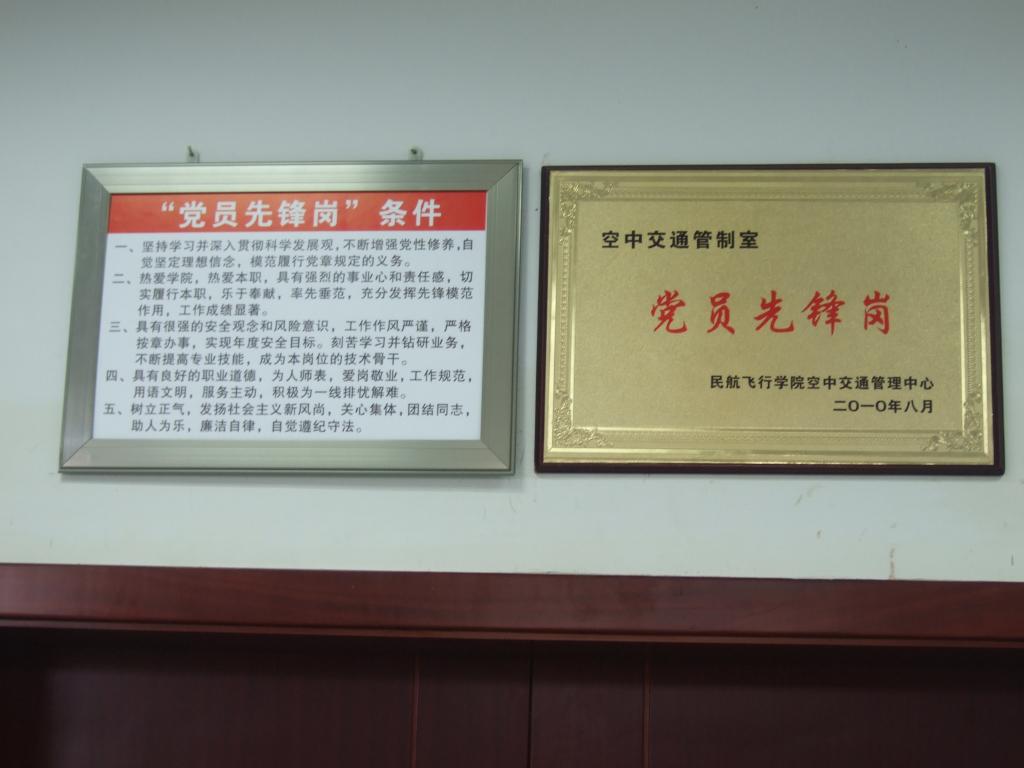 “党员先锋岗”条件
一、坚持学习并深入贯彻科学发展观,不断增强党性修养,自
觉坚定理想信念，模范履行党章规定的义务。
二、热爱学院，热爱本职，具有强烈的事业心和责任感，切
实履行本职，乐于奉献，率先垂范，充分发挥先锋模范
作用，工作成绩显著。
三、具有很强的安全观念和风险意识，工作作风严谨，严格
按章办事，实现年度安全目标。刻苦学习并钻研业务，
不断提高专业技能，成为本岗位的技术骨干。
四、具有良好的职业道德，为人师表，爱岗敬业，工作规范，
用语文明，服务主动，积极为一线排忧解难。
五、树立正气，发扬社会主义新风尚，关心集体，团结同志，
助人为乐，廉洁自律，自觉遵纪守法。
空中交通管制室
党员先锋岗
民航飞行学院空中交通管理中心
二〇一〇年八月